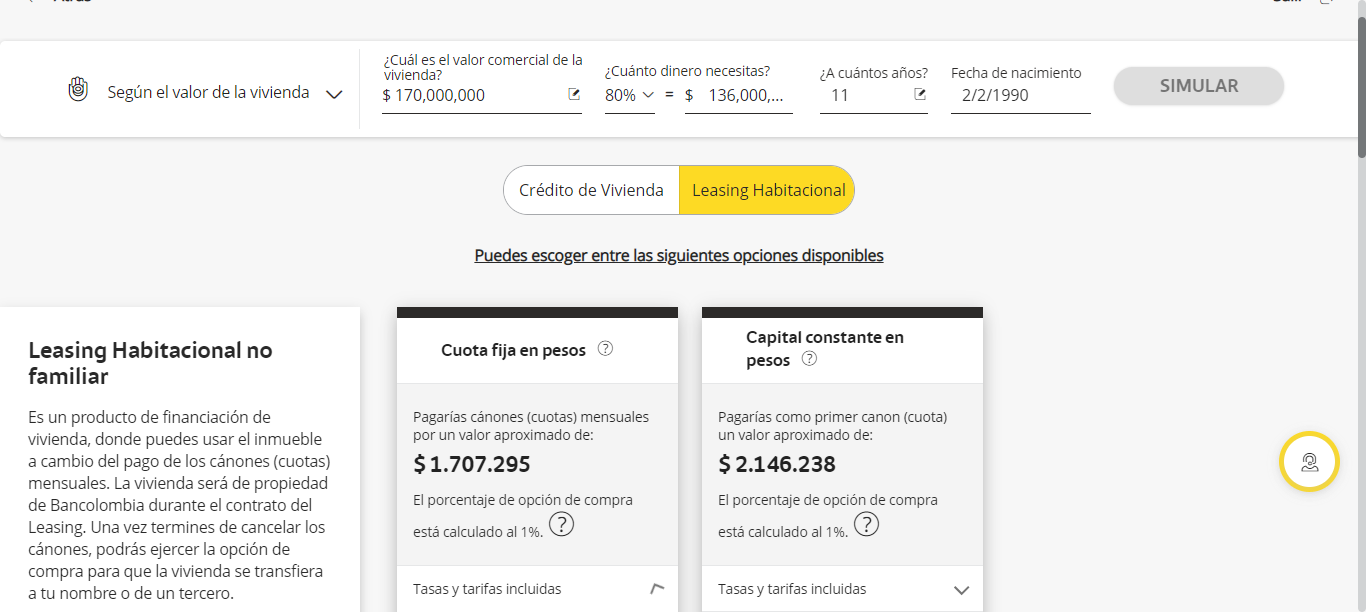 Atrás
Según el valor de la vivienda
¿Cuál es el valor comercial de la
vivienda?
$ 170,000,000
¿Cuánto dinero necesitas?
80% = $ 136,000,...
¿A cuántos años?
11
Fecha de nacimiento
2/2/1990
SIMULAR
Crédito de Vivienda
Leasing Habitacional
Puedes escoger entre las siguientes opciones disponibles
Leasing Habitacional no
familiar
Es un producto de financiación de
vivienda, donde puedes usar el inmueble
a cambio del pago de los cánones (cuotas)
mensuales. La vivienda será de propiedad
de Bancolombia durante el contrato del
Leasing. Una vez termines de cancelar los
cánones, podrás ejercer la opción de
compra para que la vivienda se transfiera
a tu nombre o de un tercero.
Cuota fija en pesos ?
Pagarías cánones (cuotas) mensuales
por un valor aproximado de:
$ 1.707.295
El porcentaje de opción de compra
está calculado al 1%. ?
Tasas y tarifas incluidas
Capital constante en
pesos ?
Pagarías como primer canon (cuota)
un valor aproximado de:
$ 2.146.238
El porcentaje de opción de compra
está calculado al 1%. ?
Tasas y tarifas incluidas